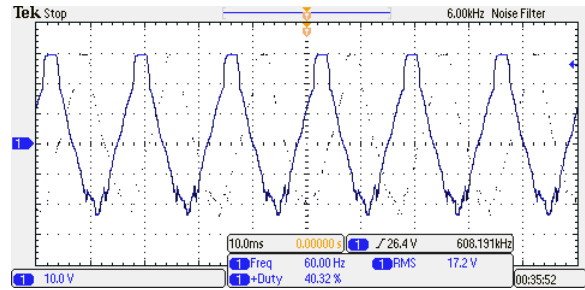 Tek Stop 6.00kHz Noise Filter
1
10.0ms 0.00000 s 1 26.4 V 608.191kHz
1 Freq 60.00 Hz 1 RMS 17.2 V
1 10.0 V 1 +Duty 40.32 % 00:35:52